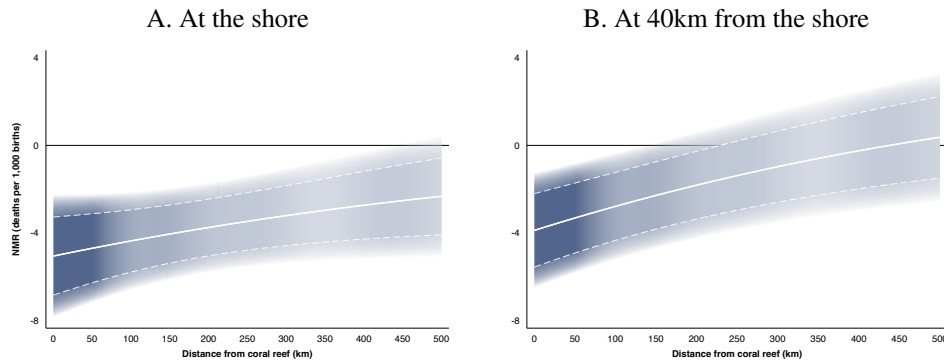 A. At the shore
4
0
-4
-8
NMR (deaths per 1,000 births)
0 50 100 150 200 250 300 350 400 450 500
Distance from coral reef (km)
B. At 40km from the shore
4
0
-4
-8
0 50 100 150 200 250 300 350 400 450 500
Distance from coral reef (km)